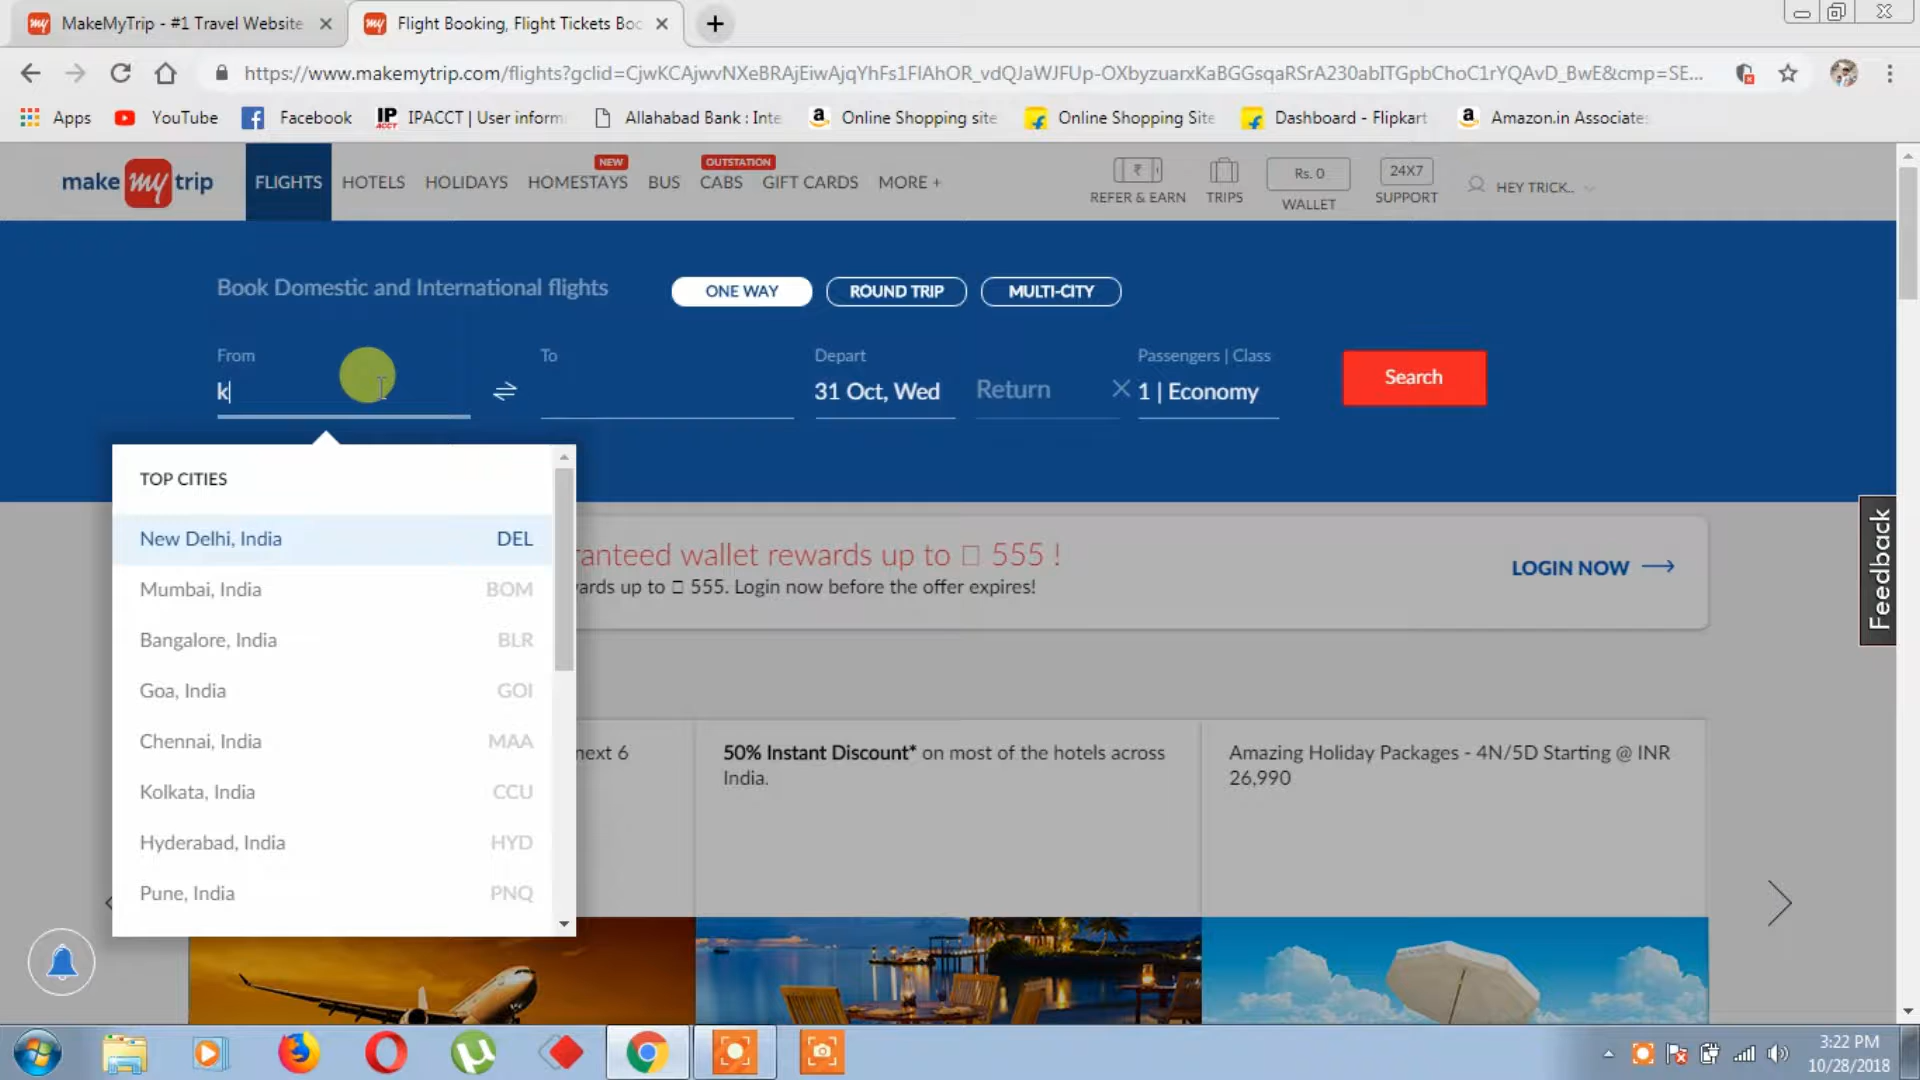 MakeMyTrip - #1 Travel Website
Flight Booking, Flight Tickets Boo
https://www.makemytrip.com/flights?gclid=CjwKCAjwvNXeBRAjEiwAjqYhFs1FlAhOR_vdQJaWJFUp-OXbyzuarxKaBGGsqaRSrA230abITGpbChoC1rYQAvD_BwE&cmp=SE...
Apps YouTube Facebook IPACCT | User inform Allahabad Bank : Inte Online Shopping site Online Shopping Site Dashboard - Flipkart Amazon.in Associate
make my trip
FLIGHTS HOTELS HOLIDAYS NEW HOMESTAYS BUS OUTSTATION CABS GIFT CARDS MORE +
REFER & EARN TRIPS Rs. 0 WALLET 24X7 SUPPORT HEY TRICK..
Book Domestic and International flights ONE WAY ROUND TRIP MULTI-CITY
From To Depart Passengers | Class
k 31 Oct, Wed Return 1 | Economy Search
TOP CITIES
New Delhi, India DEL
Mumbai, India BOM
Bangalore, India BLR
Goa, India GOI
Chennai, India MAA
Kolkata, India CCU
Hyderabad, India HYD
Pune, India PNQ
ranteed wallet rewards up to 555 !
ards up to 555. Login now before the offer expires!
LOGIN NOW
Feedback
next 6
50% Instant Discount* on most of the hotels across
India.
Amazing Holiday Packages - 4N/5D Starting @ INR
26,990
3:22 PM
10/28/2018